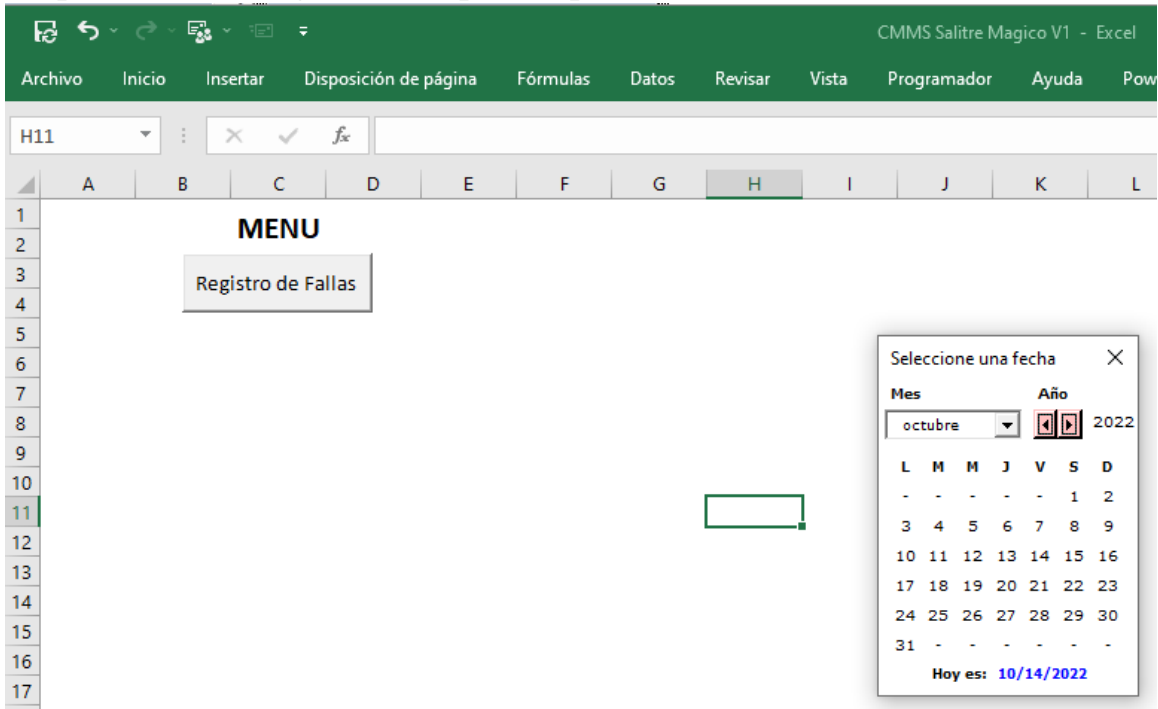 CMMS Salitre Magico V1 - Excel
Archivo Inicio Insertar Disposición de página Fórmulas Datos Revisar Vista Programador Ayuda Pow
H11 fx
A B C D E F G H I J K L
1
MENU
2
3
Registro de Fallas
4
5
6 Seleccione una fecha
7 Mes Año
8 octubre 2022
9
L M M J V S D
10
- - - - - 1 2
11
3 4 5 6 7 8 9
12
10 11 12 13 14 15 16
13
17 18 19 20 21 22 23
14
24 25 26 27 28 29 30
15
31 - - - - - -
16
Hoy es: 10/14/2022
17